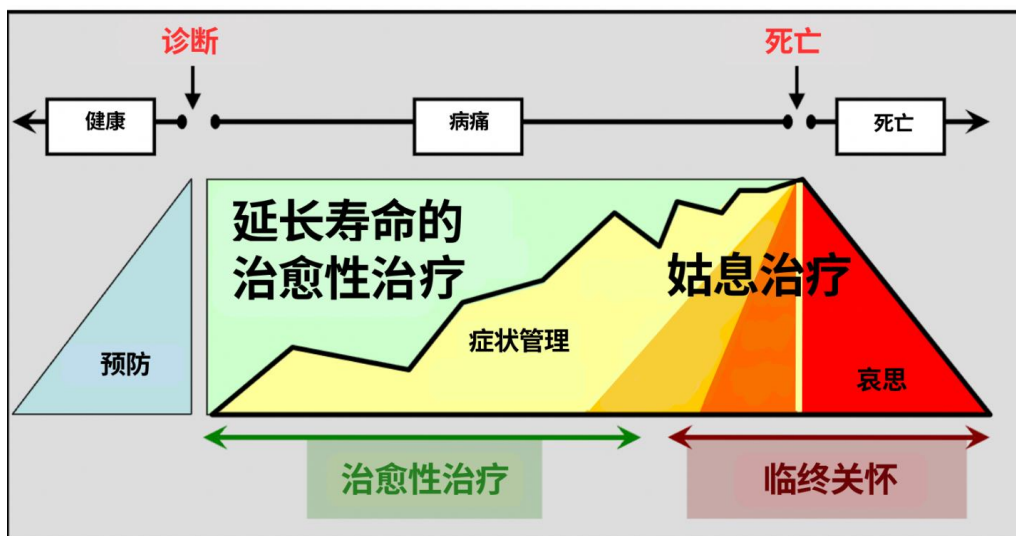 诊断
死亡
健康
病痛
死亡
延长寿命的
治愈性治疗
姑息治疗
症状管理
预防
哀思
治愈性治疗
临终关怀